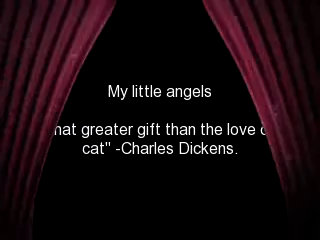 My little angels
hat greater gift than the love
cat" -Charles Dickens.